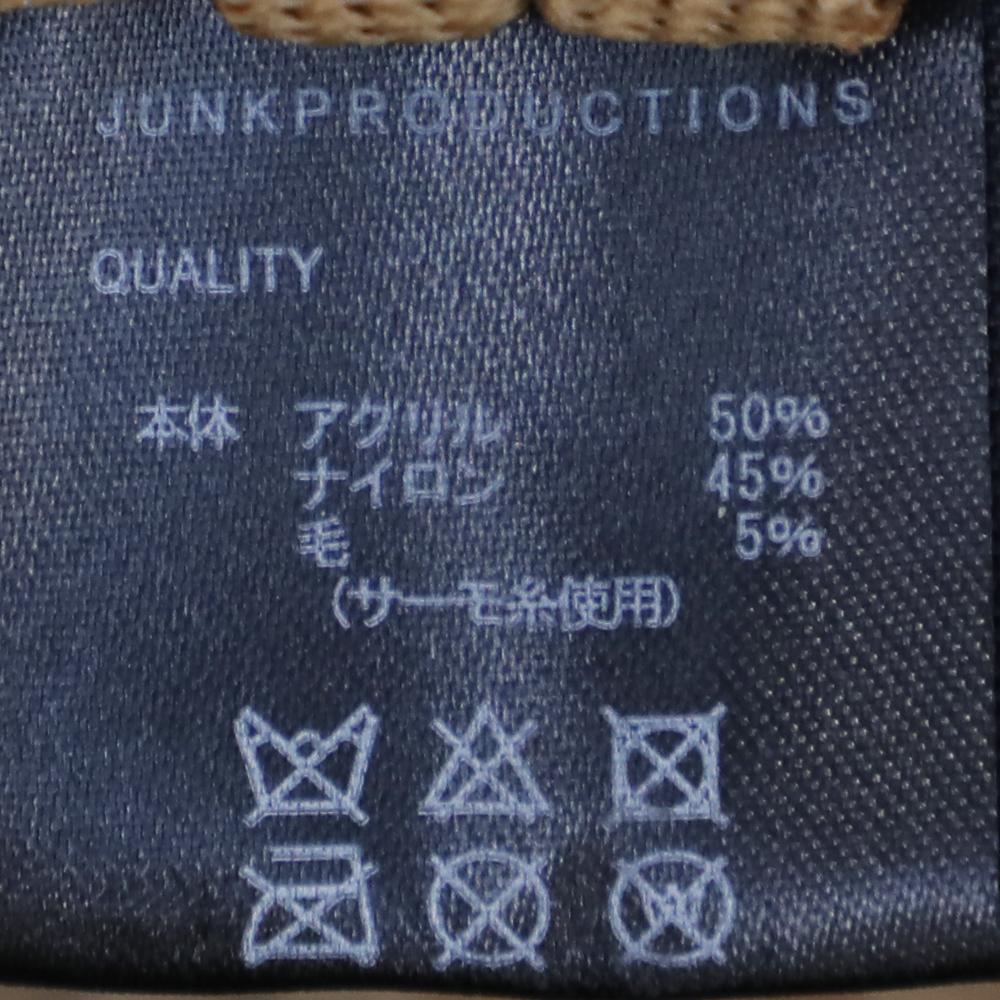 JUNKPRODUCTIONS
QUALITY
本体 アクリル 50%
ナイロン 45%
毛 5%
(サーモ糸使用)